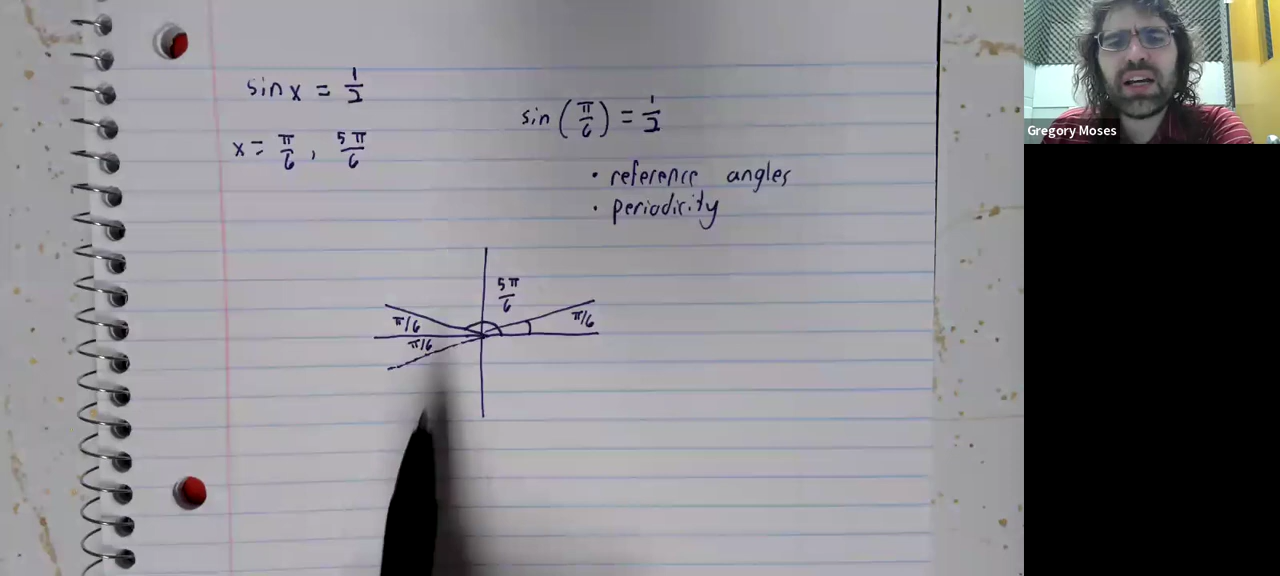 sin x = 1/2
x = π/6 , 5π/6
sin(π/6) = 1/2
• reference angles
• periodicity
5π/6
π/6
π/6
π/6
Gregory Moses